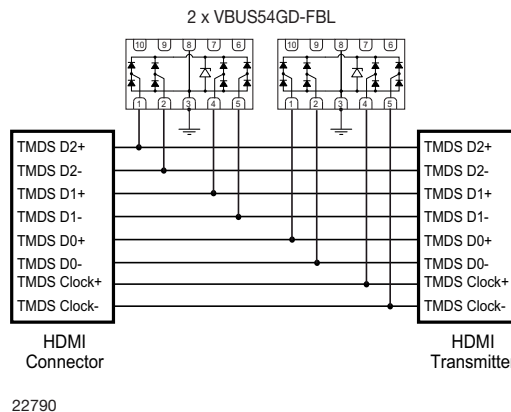 2 x VBUS54GD-FBL
10 9 8 7 6
10 9 8 7 6
1 2 3 4 5
1 2 3 4 5
TMDS D2+
TMDS D2-
TMDS D1+
TMDS D1-
TMDS D0+
TMDS D0-
TMDS Clock+
TMDS Clock-
TMDS D2+
TMDS D2-
TMDS D1+
TMDS D1-
TMDS D0+
TMDS D0-
TMDS Clock+
TMDS Clock-
HDMI
Connector
HDMI
Transmitter
22790